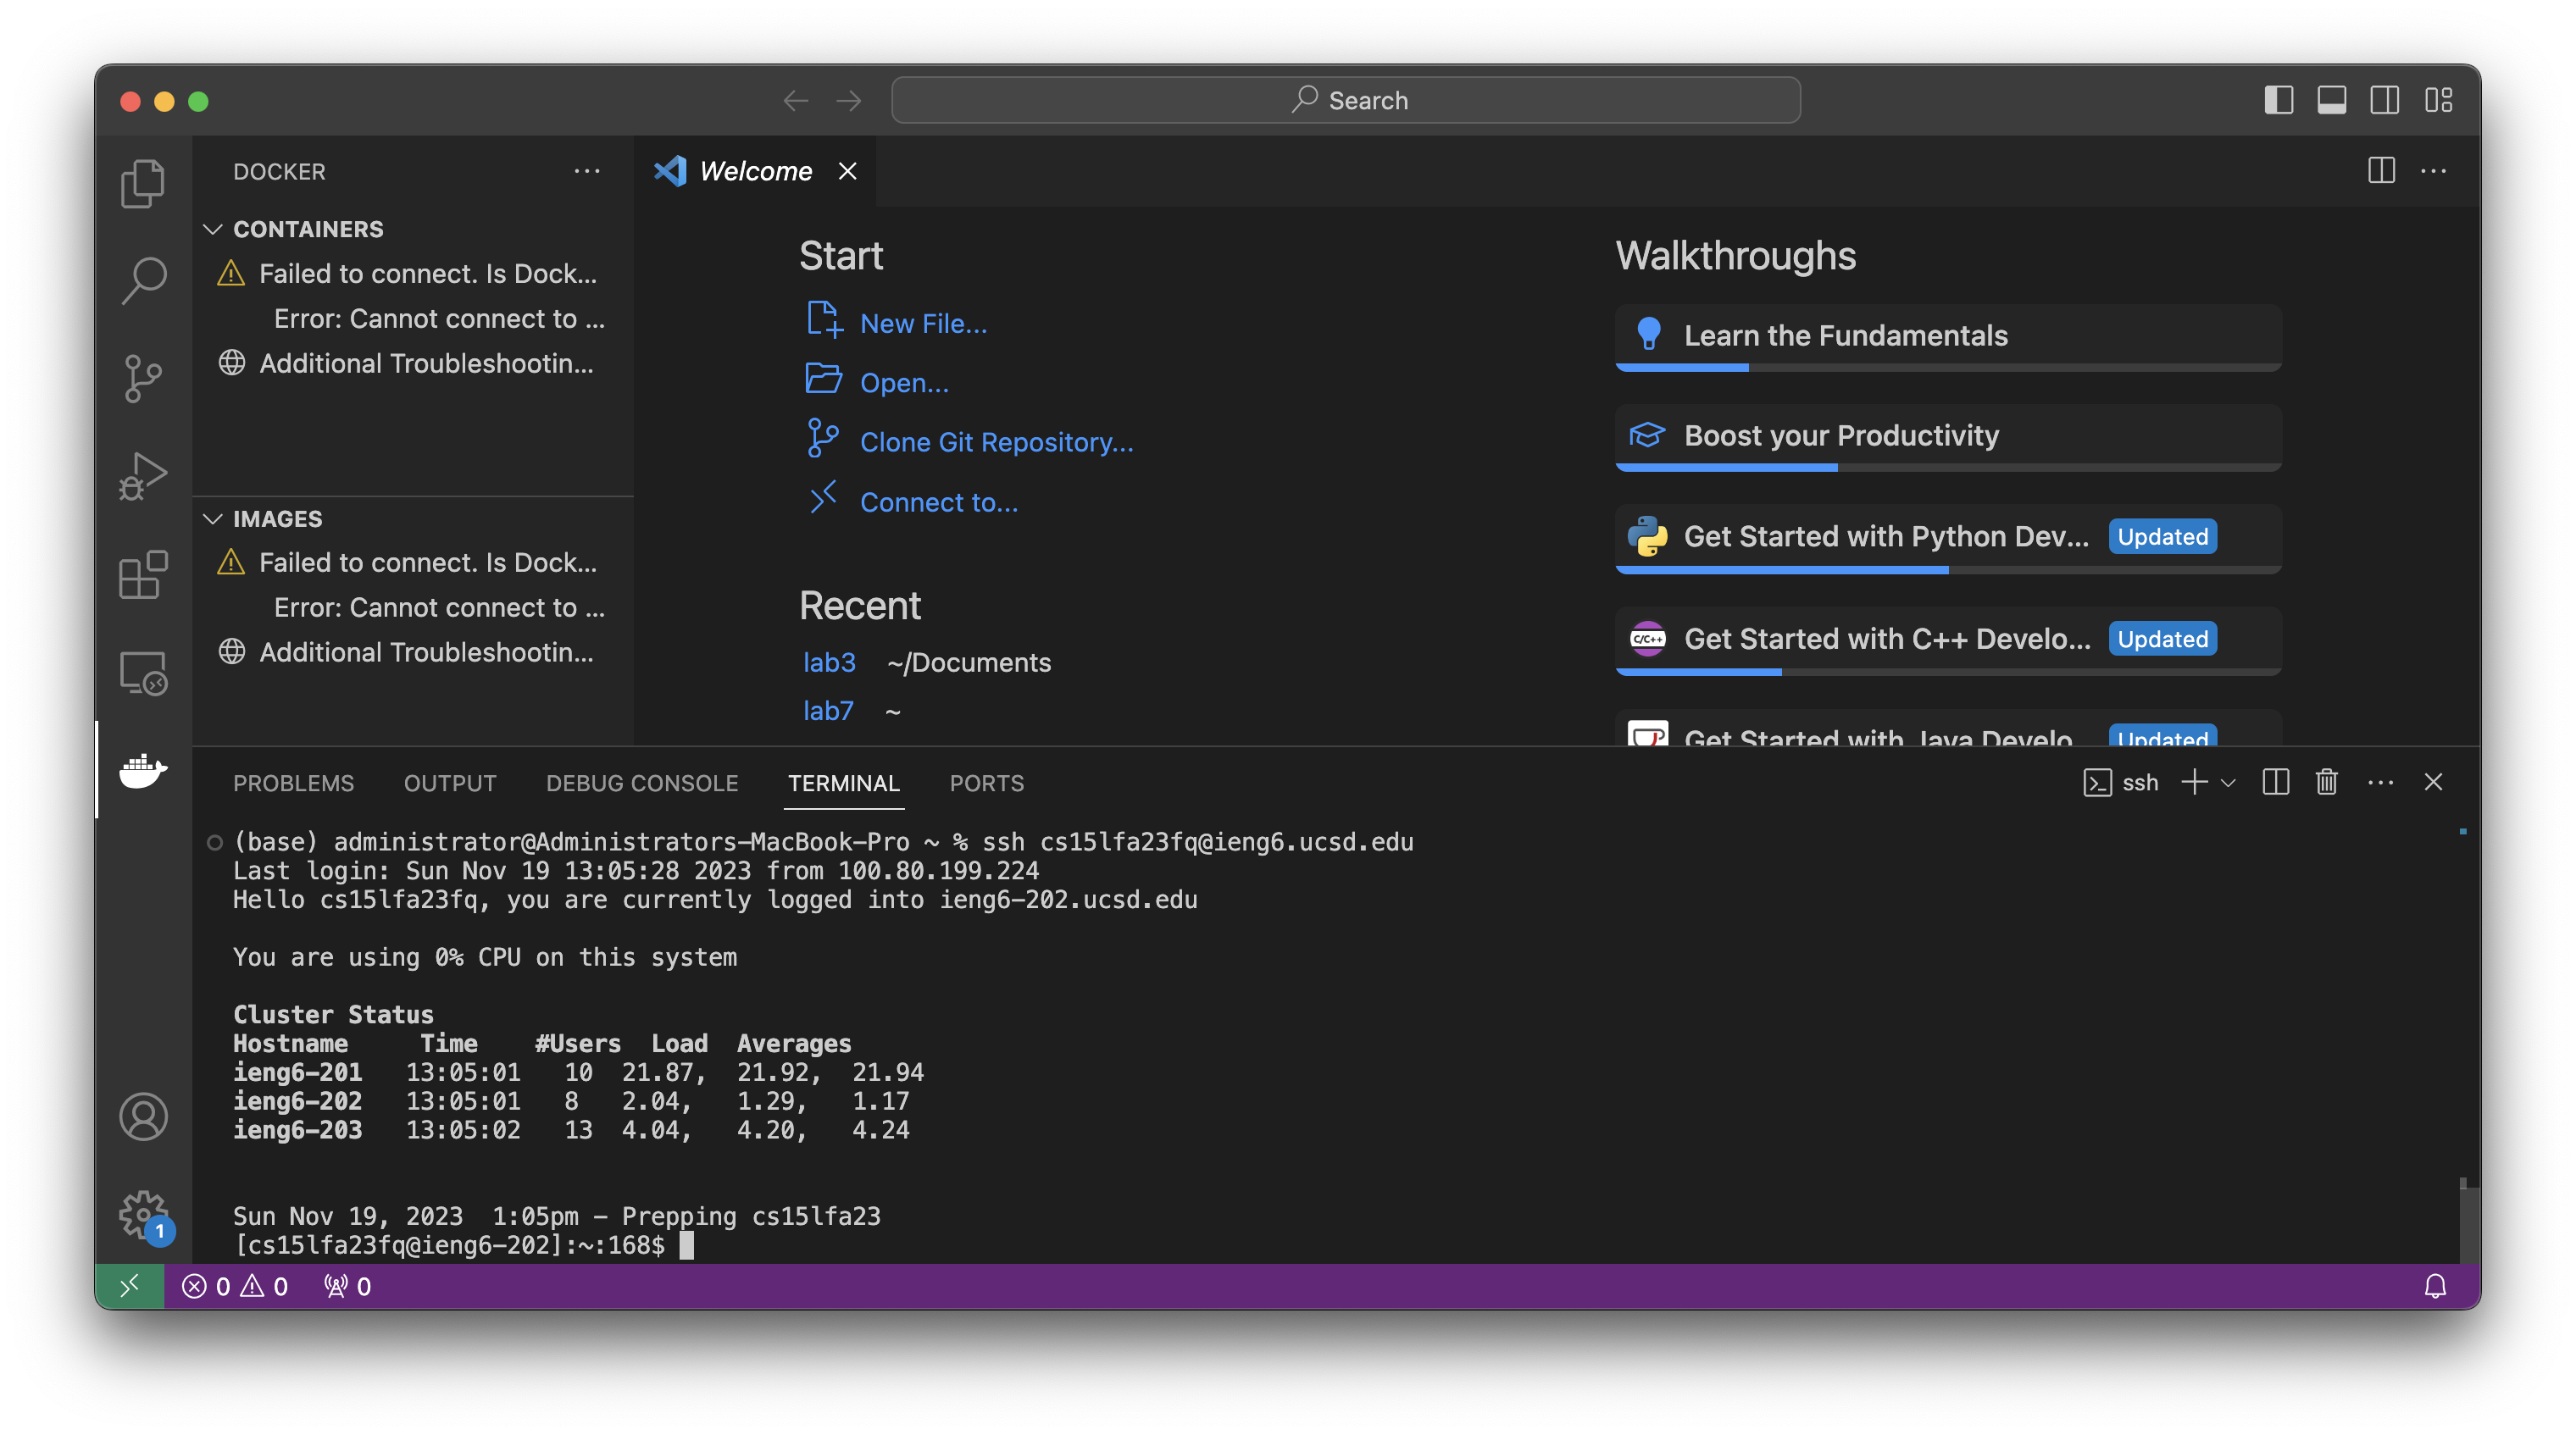 Search
DOCKER
CONTAINERS
Failed to connect. Is Dock...
Error: Cannot connect to ...
Additional Troubleshootin...
IMAGES
Failed to connect. Is Dock...
Error: Cannot connect to ...
Additional Troubleshootin...
Welcome
Start
New File...
Open...
Clone Git Repository...
Connect to...
Recent
lab3 ~/Documents
lab7 ~
Walkthroughs
Learn the Fundamentals
Boost your Productivity
Get Started with Python Dev... Updated
C/C++ Get Started with C++ Develo... Updated
Get Started with Java Develo... Updated
PROBLEMS OUTPUT DEBUG CONSOLE TERMINAL PORTS
ssh
(base) administrator@Administrators-MacBook-Pro ~ % ssh cs15lfa23fq@ieng6.ucsd.edu
Last login: Sun Nov 19 13:05:28 2023 from 100.80.199.224
Hello cs15lfa23fq, you are currently logged into ieng6-202.ucsd.edu
You are using 0% CPU on this system
Cluster Status
Hostname Time #Users Load Averages
ieng6-201 13:05:01 10 21.87, 21.92, 21.94
ieng6-202 13:05:01 8 2.04, 1.29, 1.17
ieng6-203 13:05:02 13 4.04, 4.20, 4.24
Sun Nov 19, 2023 1:05pm - Prepping cs15lfa23
[cs15lfa23fq@ieng6-202]:~:168$
1
0 0 0